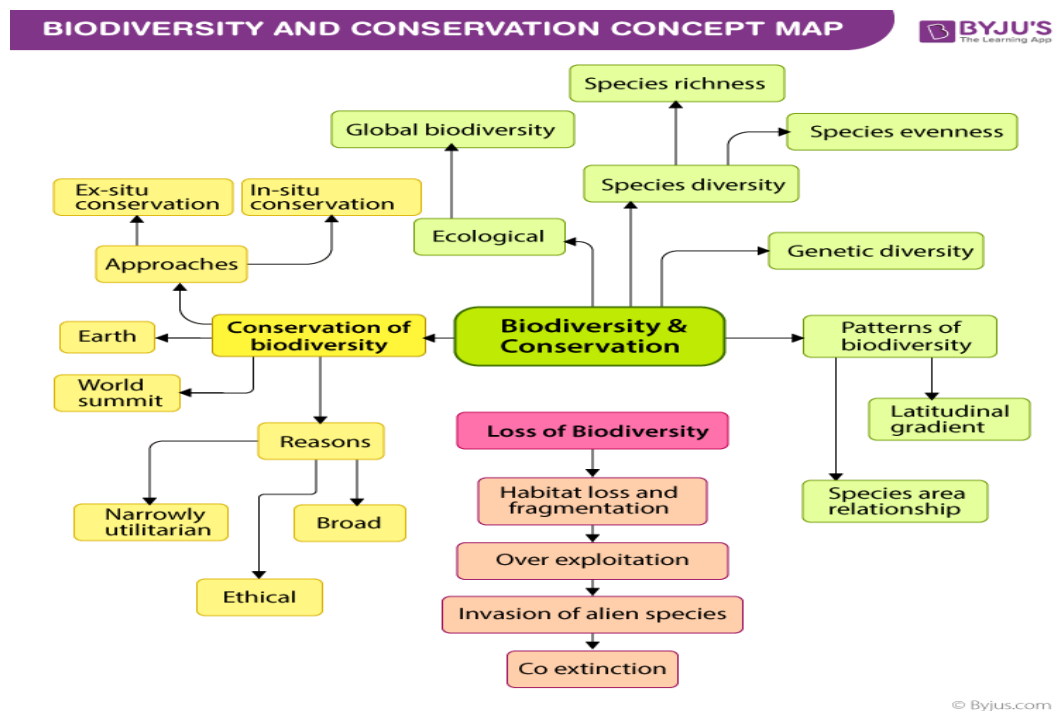 BIODIVERSITY AND CONSERVATION CONCEPT MAP
BYJU'S
The Learning App
Species richness
Global biodiversity
Species evenness
Species diversity
Ex-situ
conservation
In-situ
conservation
Ecological
Genetic diversity
Approaches
Biodiversity &
Conservation
Conservation of
biodiversity
Earth
Patterns of
biodiversity
World
summit
Latitudinal
gradient
Loss of Biodiversity
Reasons
Habitat loss and
fragmentation
Species area
relationship
Narrowly
utilitarian
Broad
Over exploitation
Ethical
Invasion of alien species
Co extinction
© Byjus.com